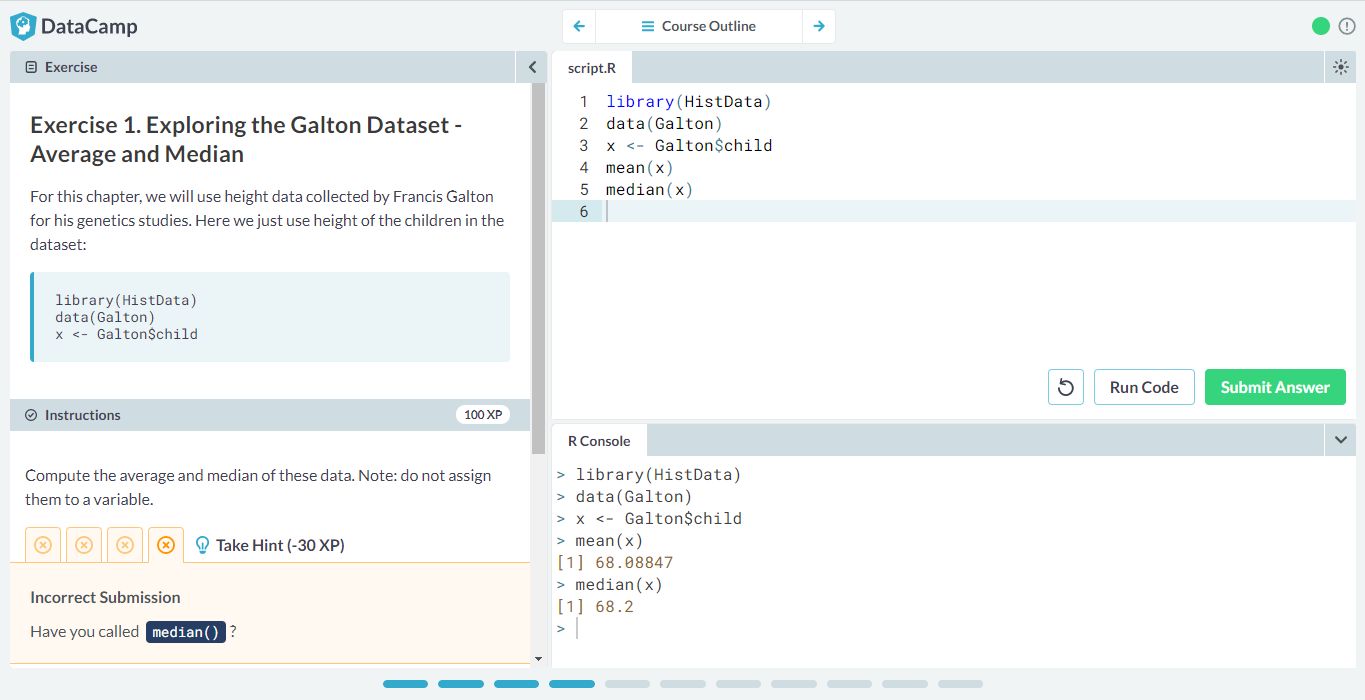 DataCamp
Course Outline
Exercise
Exercise 1. Exploring the Galton Dataset -
Average and Median
For this chapter, we will use height data collected by Francis Galton
for his genetics studies. Here we just use height of the children in the
dataset:
library(HistData)
data(Galton)
x <- Galton$child
Instructions
100 XP
Compute the average and median of these data. Note: do not assign
them to a variable.
Take Hint (-30 XP)
Incorrect Submission
Have you called median() ?
script.R
1 library(HistData)
2 data(Galton)
3 x <- Galton$child
4 mean(x)
5 median(x)
6
Run Code
Submit Answer
R Console
> library(HistData)
> data(Galton)
> x <- Galton$child
> mean(x)
[1] 68.08847
> median(x)
[1] 68.2
>